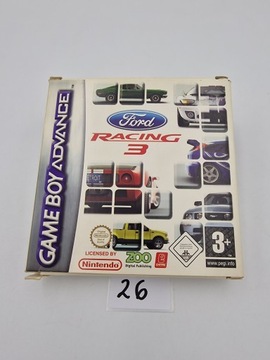 GAME BOY ADVANCE
Ford
RACING
3
LICENSED BY
Nintendo
ZOO
Digital Publishing
3+
www.pegi.info
26